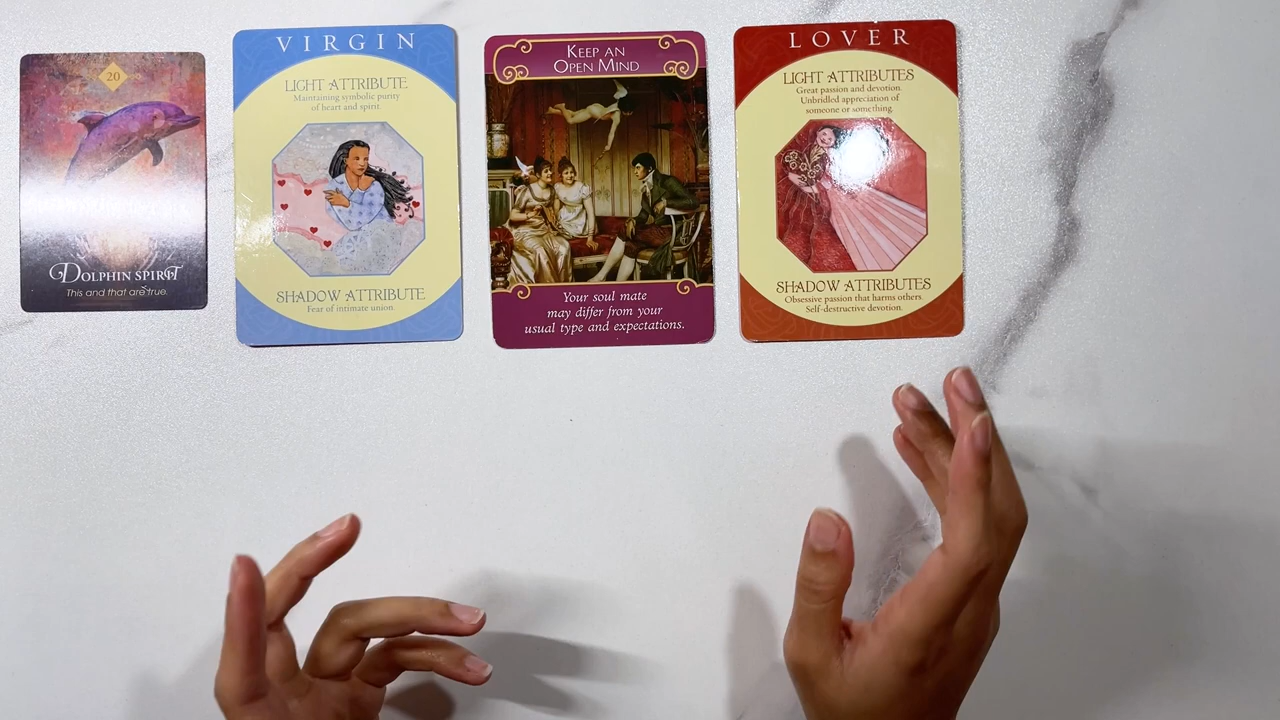 20
DOLPHIN SPIRIT
This and that are true.
VIRGIN
LIGHT ATTRIBUTE
Maintaining symbolic purity
of heart and spirit.
SHADOW ATTRIBUTE
Fear of intimate union.
KEEP AN
OPEN MIND
Your soul mate
may differ from your
usual type and expectations.
LOVER
LIGHT ATTRIBUTES
Great passion and devotion.
Unbridled appreciation of
someone or something.
SHADOW ATTRIBUTES
Obsessive passion that harms others.
Self-destructive devotion.